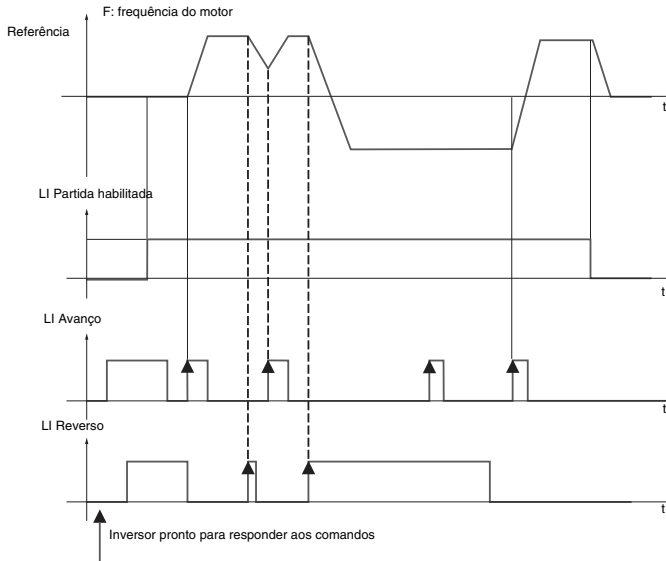 F: frequência do motor
Referência
t
LI Partida habilitada
t
LI Avanço
t
LI Reverso
t
Inversor pronto para responder aos comandos